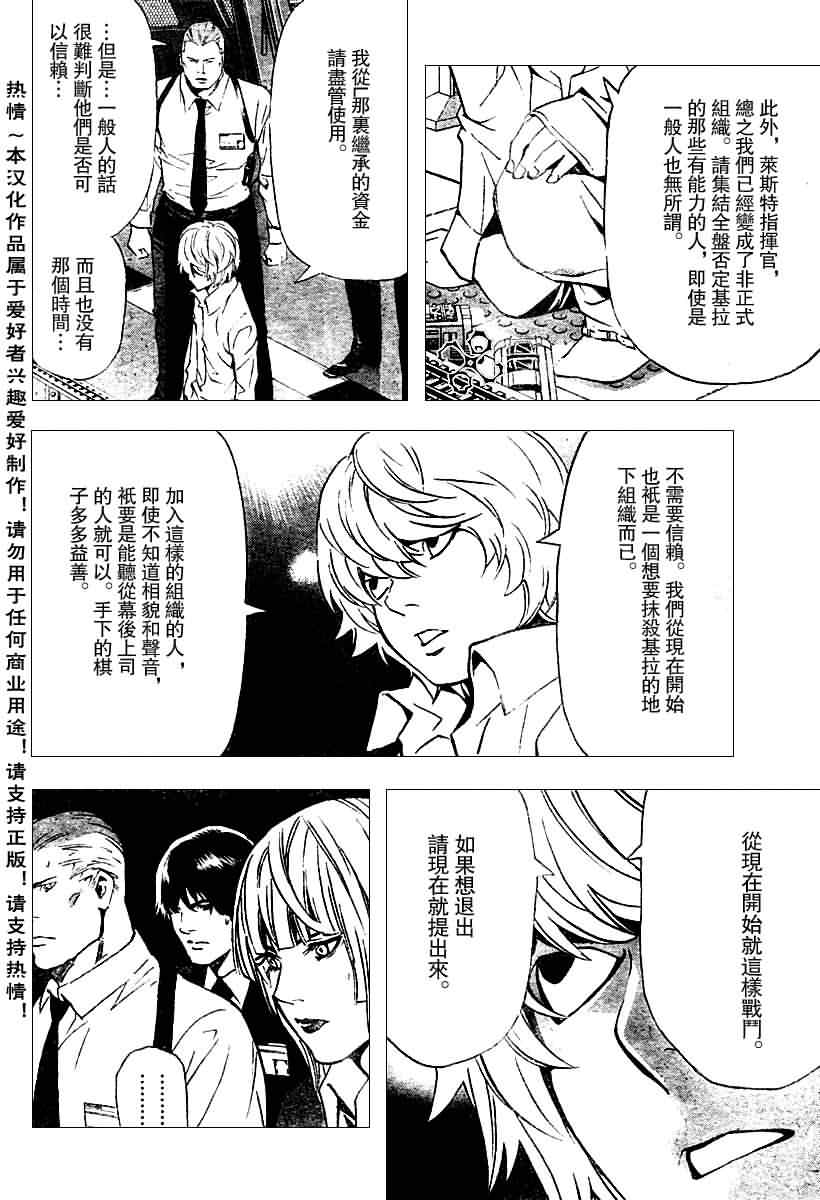 此外，萊斯特指揮官，
總之我們已經變成了非正式
組織。請集結全盤否定基拉
的那些有能力的人，即使是
一般人也無所謂。
我從L那裏繼承的資金
請盡管使用。
…但是…一般人的話
很難判斷他們是否可
以信賴…
而且也没有
那個時間…
不需要信賴。我們從現在開始
也衹是一個想要抹殺基拉的地
下組織而已。
加入這樣的組織的人，
即使不知道相貌和聲音，
衹要是能聽從幕後上司
的人就可以。手下的棋
子多多益善。
從現在開始就這樣戰鬥。
如果想退出
請現在就提出來。
………
热情～本汉化作品属于爱好者兴趣爱好制作！请勿用于任何商业用途！请支持正版！请支持热情！